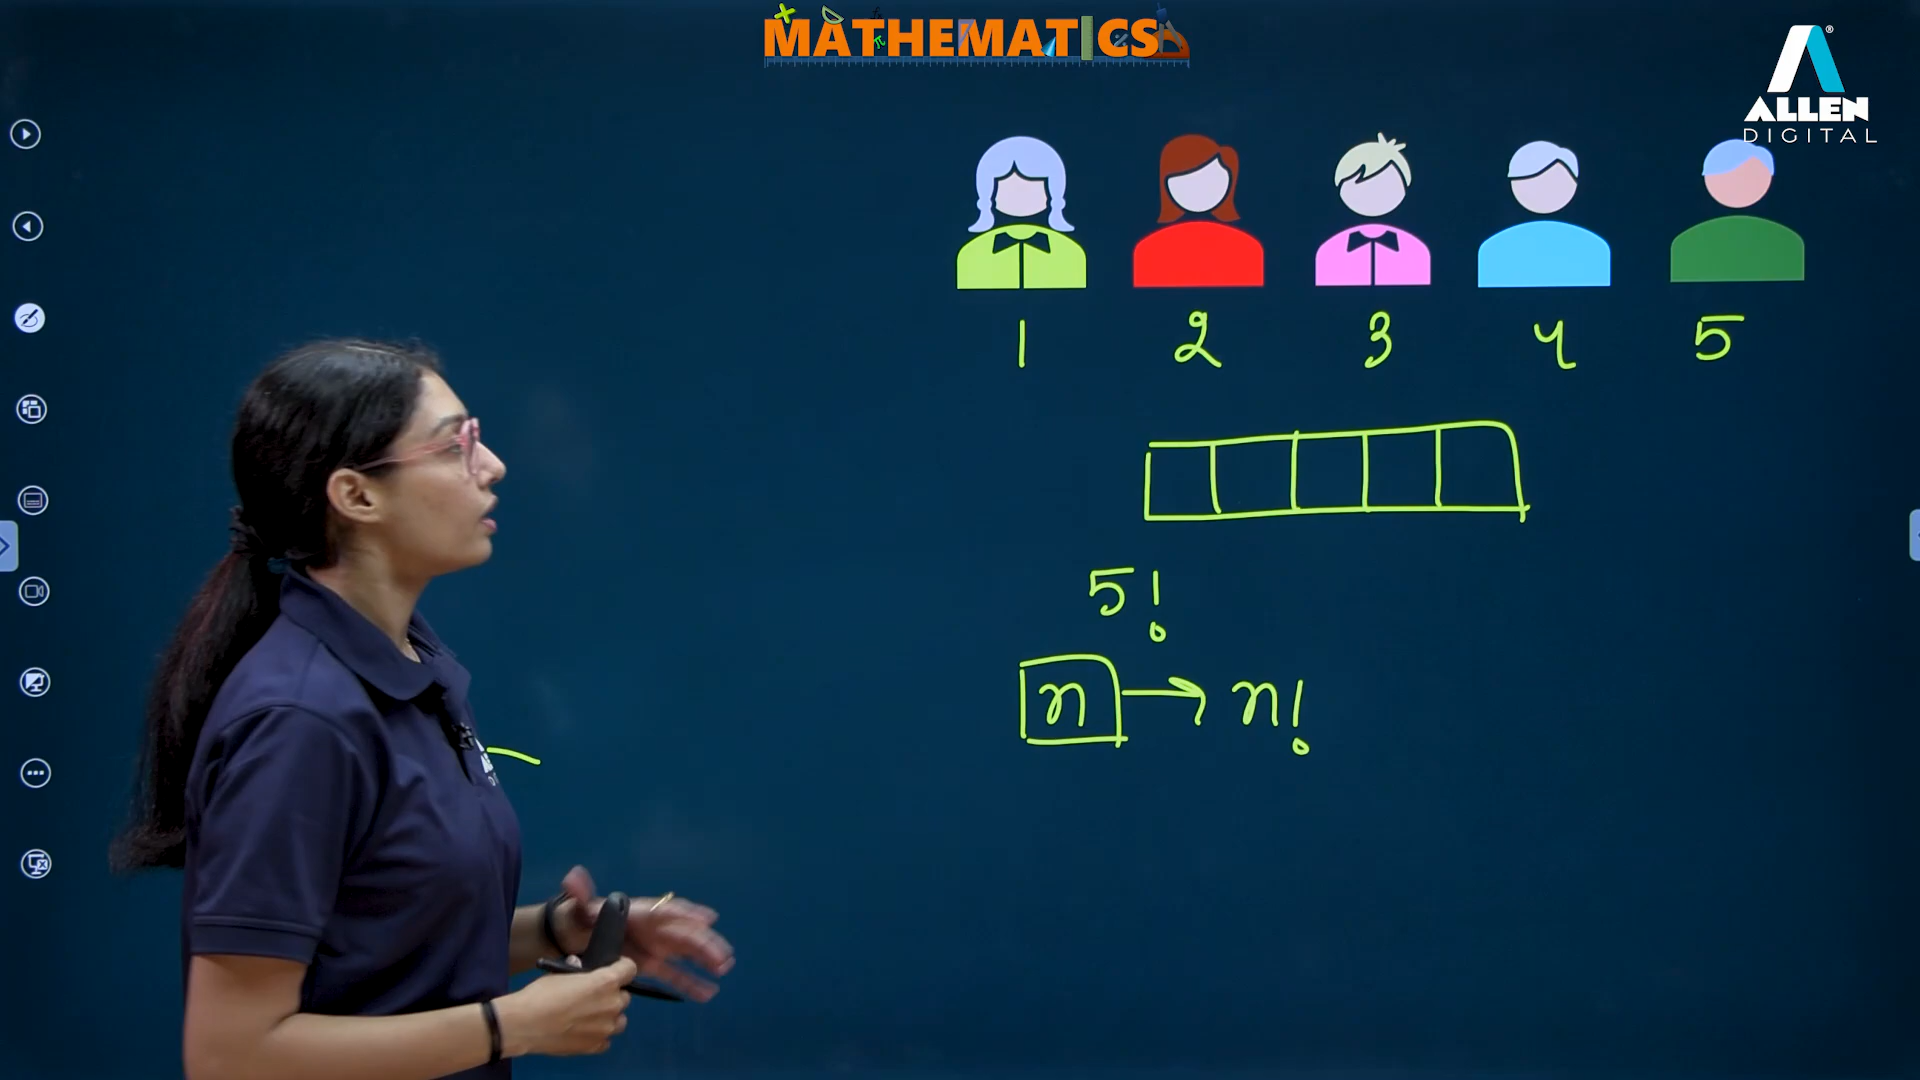 MATHEMATICS
ALLEN
DIGITAL
1 2 3 4 5
5!
n → n!